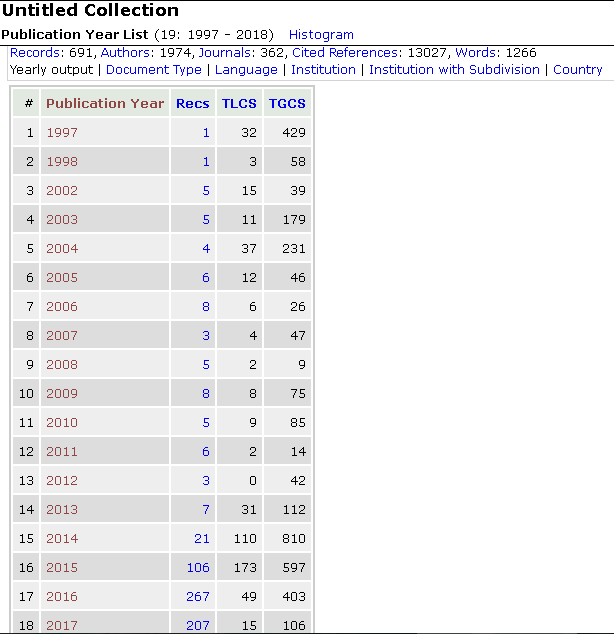 Untitled Collection
Publication Year List (19: 1997 - 2018) Histogram
Records: 691, Authors: 1974, Journals: 362, Cited References: 13027, Words: 1266
Yearly output | Document Type | Language | Institution | Institution with Subdivision | Country
# Publication Year Recs TLCS TGCS
1 1997 1 32 429
2 1998 1 3 58
3 2002 5 15 39
4 2003 5 11 179
5 2004 4 37 231
6 2005 6 12 46
7 2006 8 6 26
8 2007 3 4 47
9 2008 5 2 9
10 2009 8 8 75
11 2010 5 9 85
12 2011 6 2 14
13 2012 3 0 42
14 2013 7 31 112
15 2014 21 110 810
16 2015 106 173 597
17 2016 267 49 403
18 2017 207 15 106